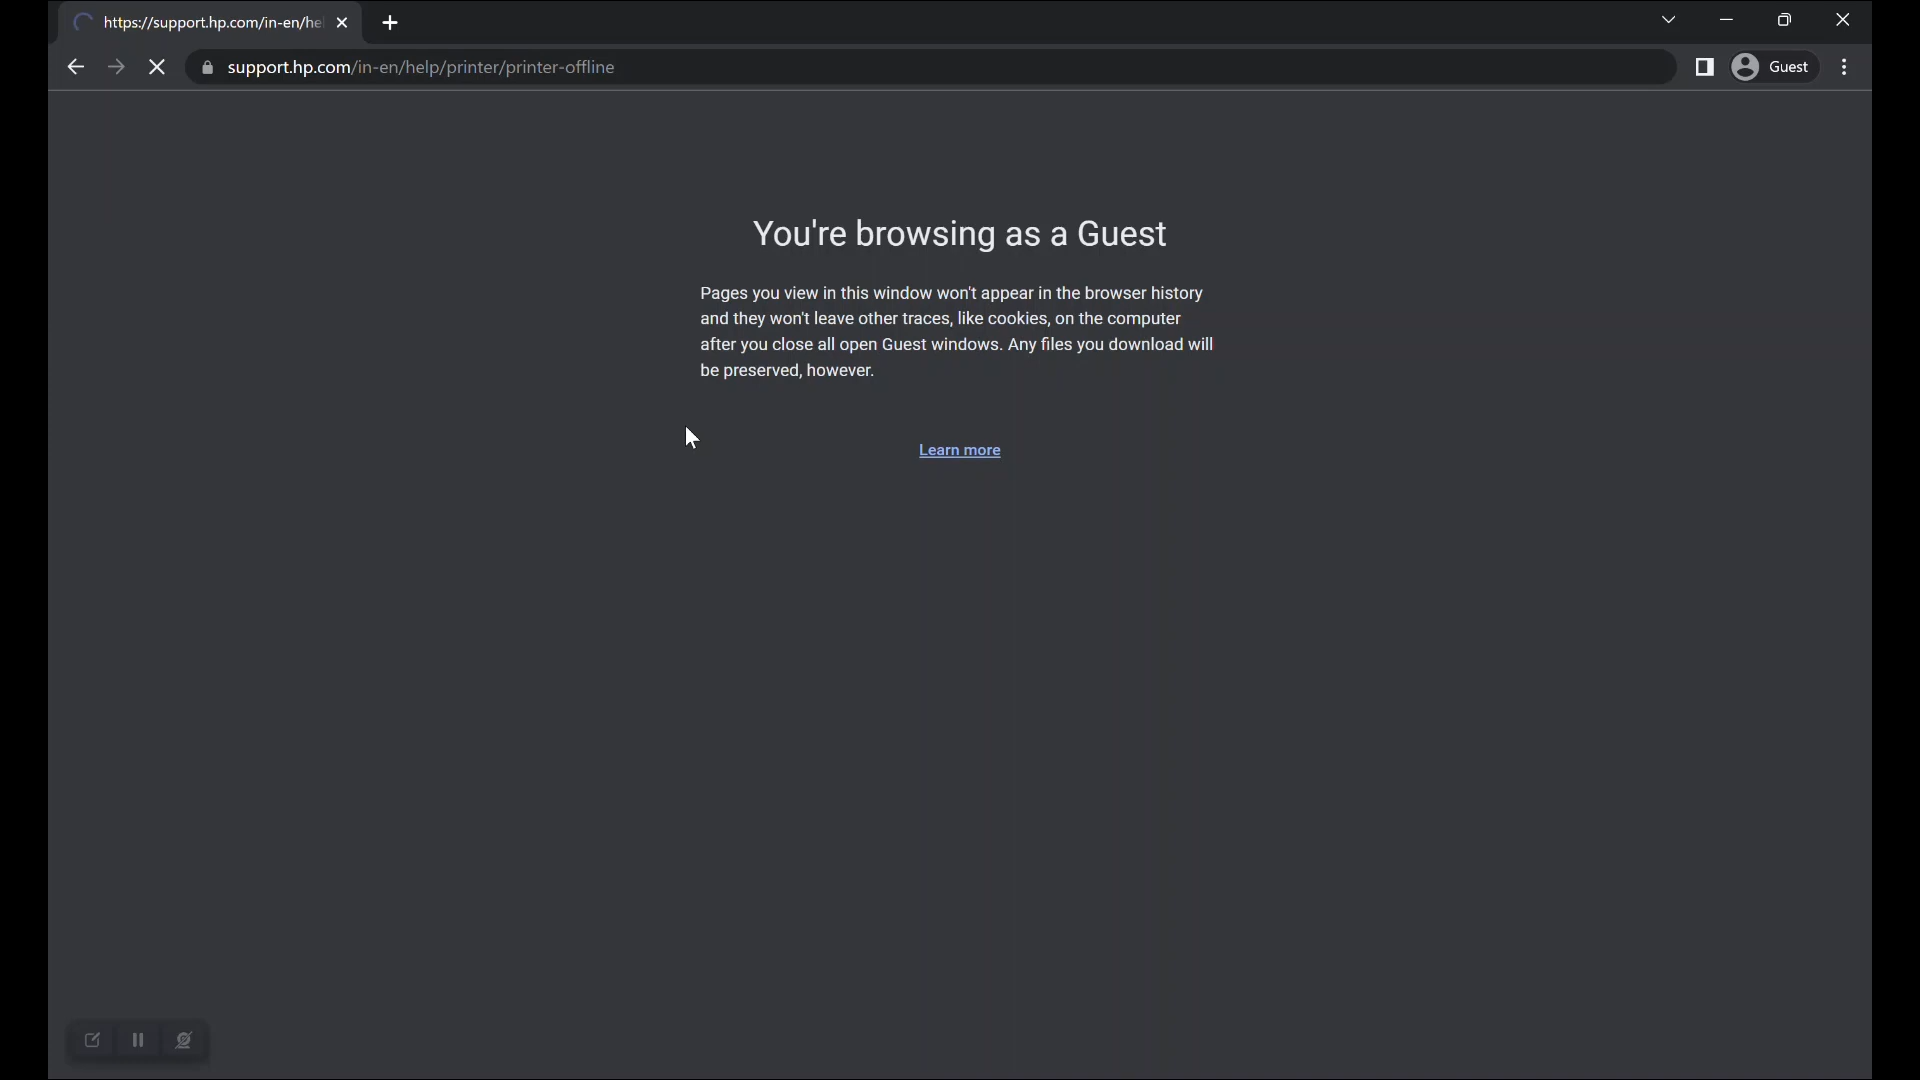 https://support.hp.com/in-en/he
support.hp.com/in-en/help/printer/printer-offline
Guest
You're browsing as a Guest
Pages you view in this window won't appear in the browser history
and they won't leave other traces, like cookies, on the computer
after you close all open Guest windows. Any files you download will
be preserved, however.
Learn more